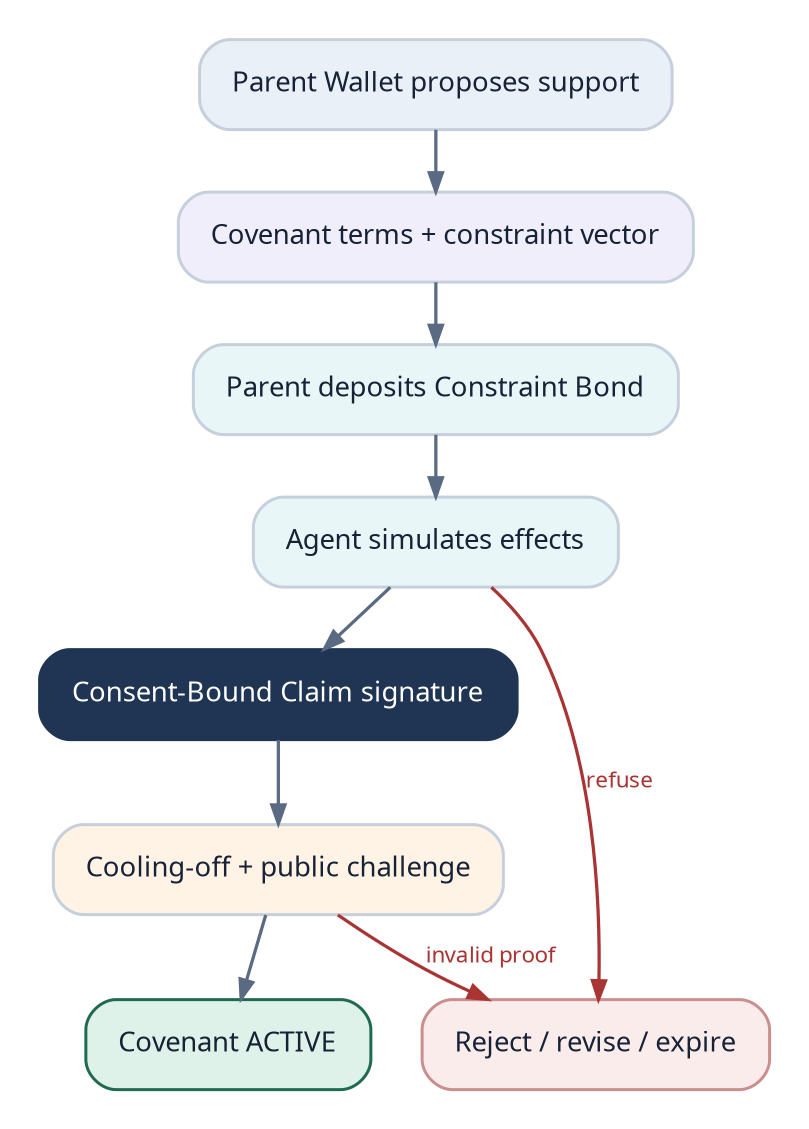 Parent Wallet proposes support
Covenant terms + constraint vector
Parent deposits Constraint Bond
Agent simulates effects
Consent-Bound Claim signature
refuse
Cooling-off + public challenge
invalid proof
Covenant ACTIVE
Reject / revise / expire